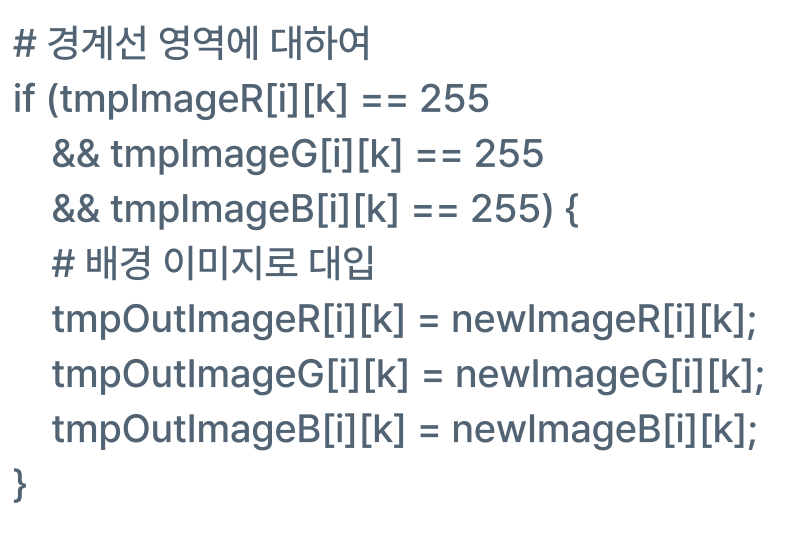 # 경계선 영역에 대하여
if (tmpImageR[i][k] == 255
&& tmpImageG[i][k] == 255
&& tmpImageB[i][k] == 255) {
# 배경 이미지로 대입
tmpOutImageR[i][k] = newImageR[i][k];
tmpOutImageG[i][k] = newImageG[i][k];
tmpOutImageB[i][k] = newImageB[i][k];
}